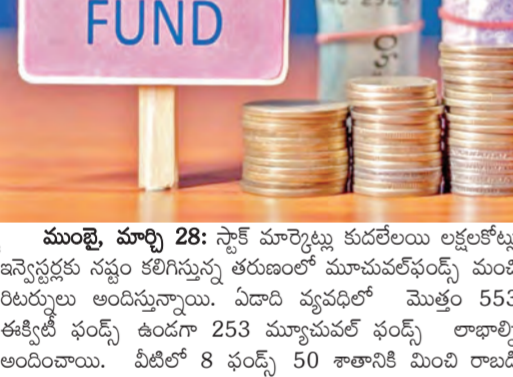 FUND
ముంబై, మార్చి 28: స్టాక్ మార్కెట్లు కుదలేలయి లక్షలకోట్లు
ఇన్వెస్టర్లకు నష్టం కలిగిస్తున్న తరుణంలో మూచువల్‌ఫండ్స్ మంచి
రిటర్నులు అందిస్తున్నాయి. ఏడాది వ్యవధిలో మొత్తం 553
ఈక్విటీ ఫండ్స్ ఉండగా 253 మ్యూచువల్ ఫండ్స్ లాభాల్ని
అందించాయి. వీటిలో 8 ఫండ్స్ 50 శాతానికి మించి రాబడి